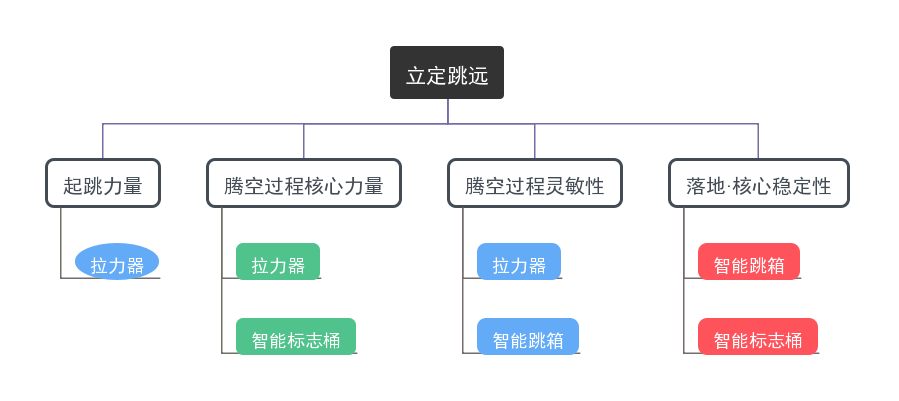 立定跳远
起跳力量
腾空过程核心力量
腾空过程灵敏性
落地·核心稳定性
拉力器
拉力器
拉力器
智能跳箱
智能标志桶
智能跳箱
智能标志桶